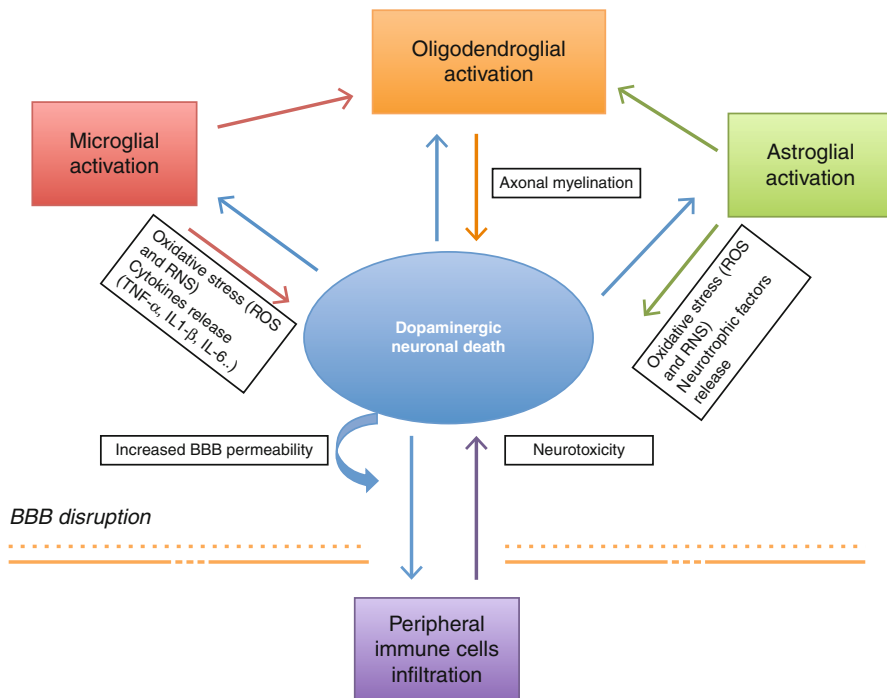 Oligodendroglial
activation
Microglial
activation
Astroglial
activation
Axonal myelination
Oxidative stress (ROS
and RNS)
Cytokines release
(TNF-α, IL1-β, IL-6..)
Dopaminergic
neuronal death
Oxidative stress (ROS
and RNS)
Neurotrophic factors
release
Increased BBB permeability
Neurotoxicity
BBB disruption
Peripheral
immune cells
infiltration